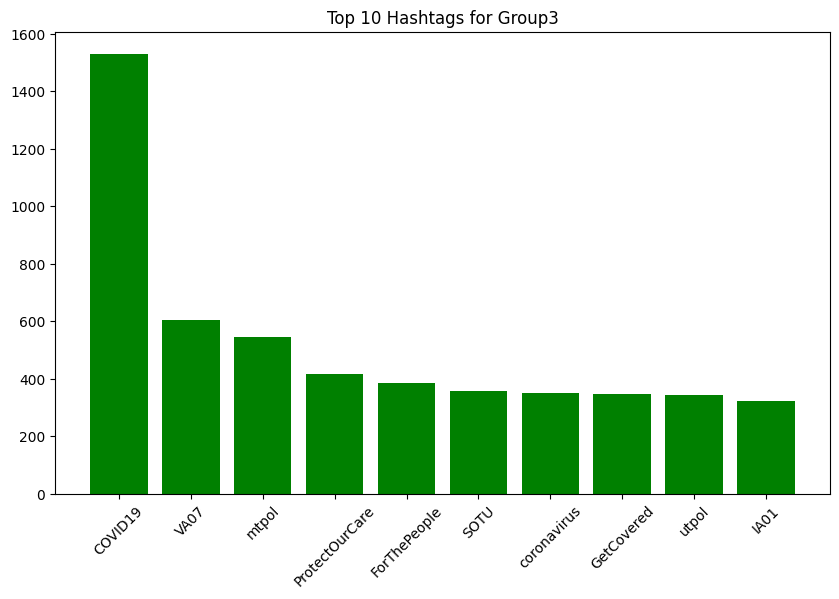 Top 10 Hashtags for Group3
1600
1400
1200
1000
800
600
400
200
0
COVID19
VA07
mtpol
ProtectOurCare
ForThePeople
SOTU
coronavirus
GetCovered
utpol
IA01